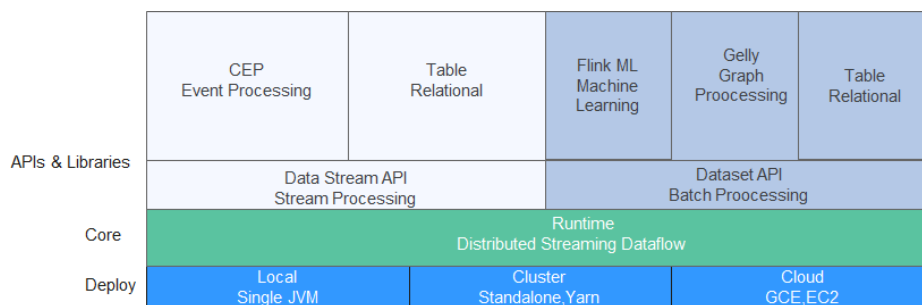 CEP
Event Processing
Table
Relational
Flink ML
Machine
Learning
Gelly
Graph
Proocessing
Table
Relational
APIs & Libraries
Data Stream API
Stream Processing
Dataset API
Batch Proocessing
Core
Runtime
Distributed Streaming Dataflow
Deploy
Local
Single JVM
Cluster
Standalone,Yarn
Cloud
GCE,EC2